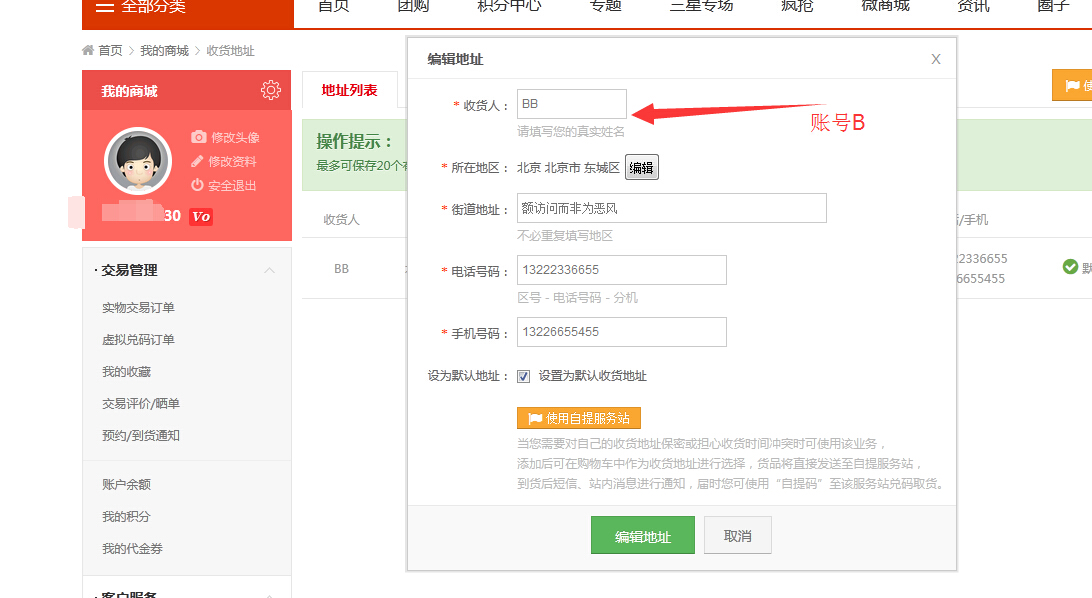 全部分类
首页 团购 积分中心 专题 三星专场 疯抢 微商城 资讯 圈子
首页 > 我的商城 > 收货地址
我的商城
修改头像
修改资料
安全退出
30 V0
· 交易管理
实物交易订单
虚拟兑码订单
我的收藏
交易评价/晒单
预约/到货通知
账户余额
我的积分
我的代金券
· 客户服务
地址列表
操作提示：
最多可保存20个有
收货人
BB
/手机
2336655
6655455
默
使
编辑地址
X
* 收货人： BB
请填写您的真实姓名
账号B
* 所在地区： 北京 北京市 东城区 编辑
* 街道地址： 额访问而非为恶风
不必重复填写地区
* 电话号码： 13222336655
区号 - 电话号码 - 分机
* 手机号码： 13226655455
设为默认地址： 设置为默认收货地址
使用自提服务站
当您需要对自己的收货地址保密或担心收货时间冲突时可使用该业务，
添加后可在购物车中作为收货地址进行选择，货品将直接发送至自提服务站，
到货后短信、站内消息进行通知，届时您可使用“自提码”至该服务站兑码取货。
编辑地址 取消